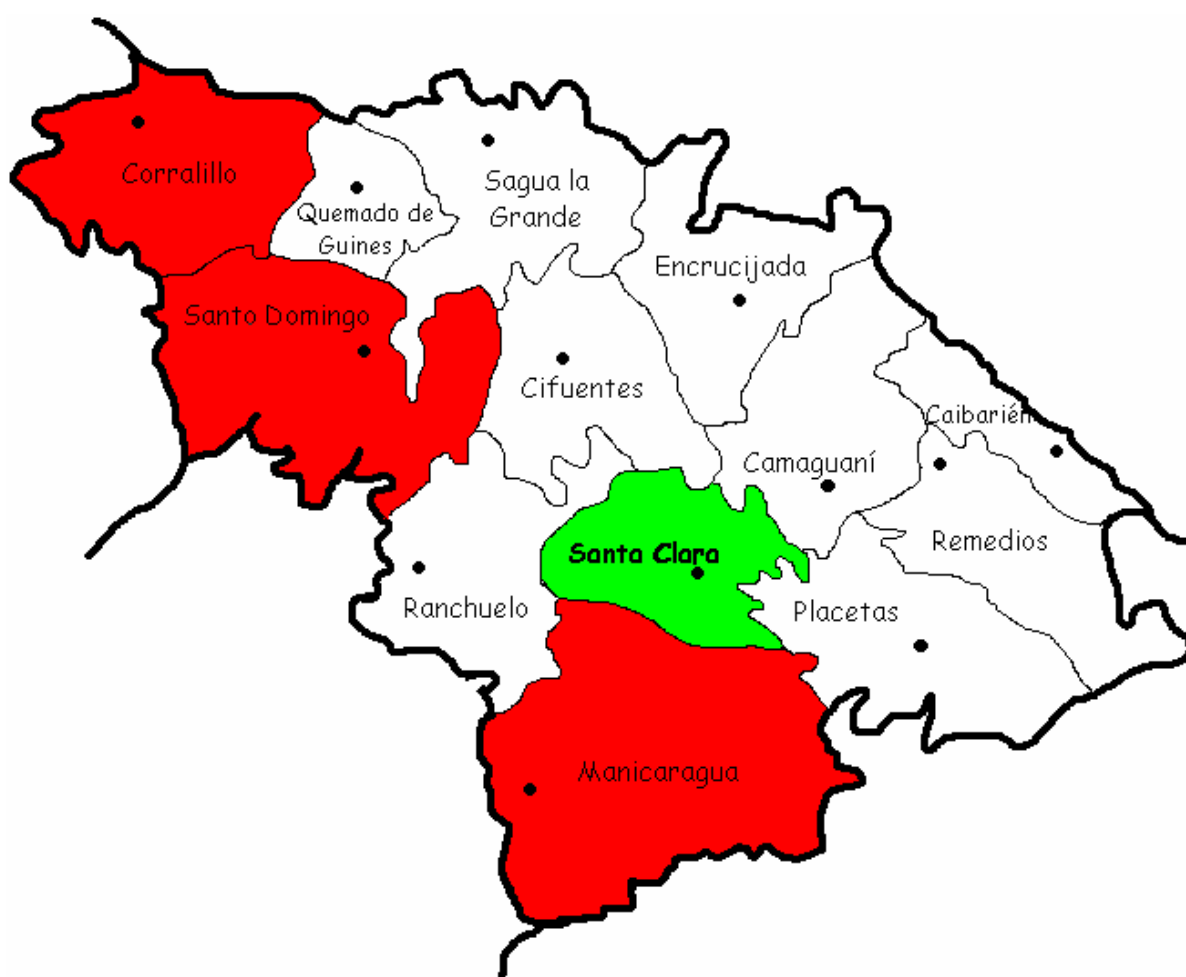 Corralillo
Sagua la
Grande
Quemado de
Guines
Encrucijada
Santo Domingo
Cifuentes
Caibarién
Camaguaní
Remedios
Santa Clara
Ranchuelo
Placetas
Manicaragua